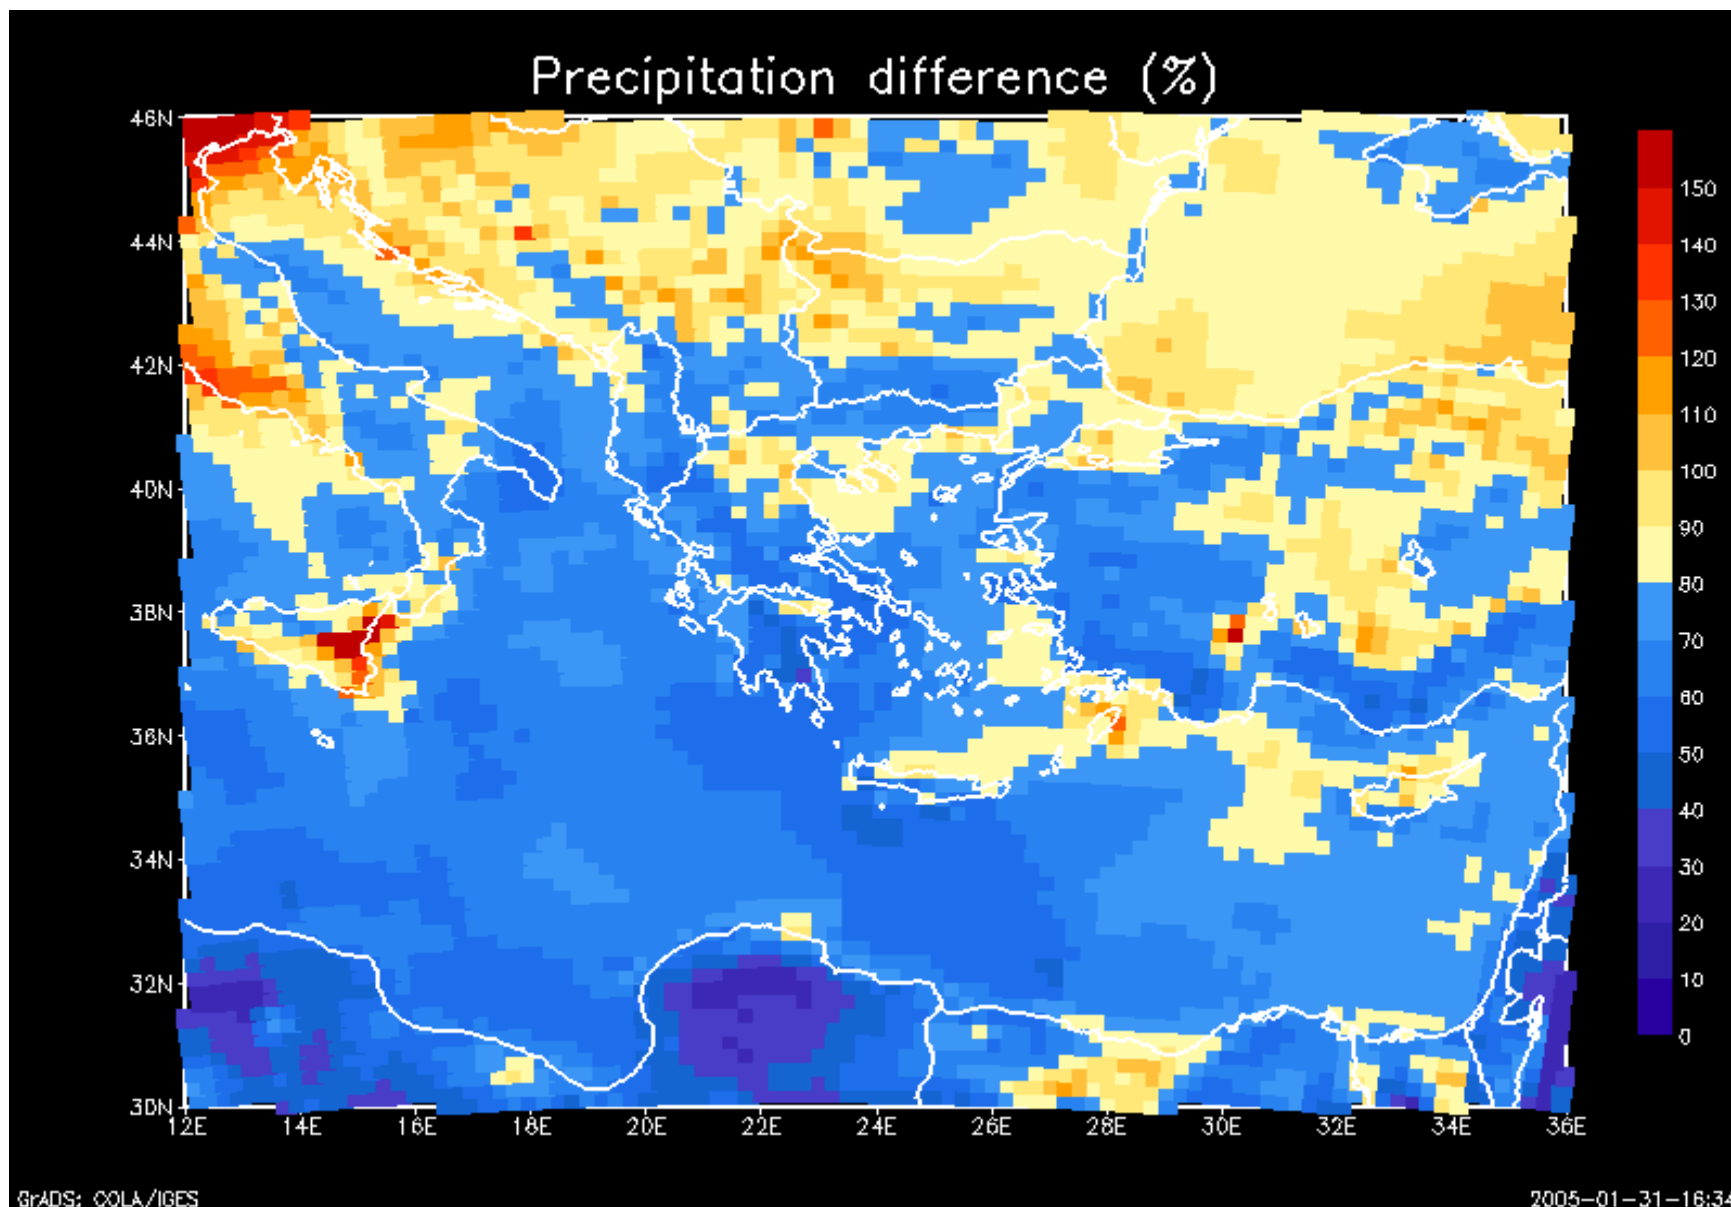 Precipitation difference (%)
46N
44N
42N
40N
38N
36N
34N
32N
30N
12E 14E 16E 18E 20E 22E 24E 26E 28E 30E 32E 34E 36E
150
140
130
120
110
100
90
80
70
60
50
40
30
20
10
0
GrADS: COLA/IGES
2005-01-31-16:34